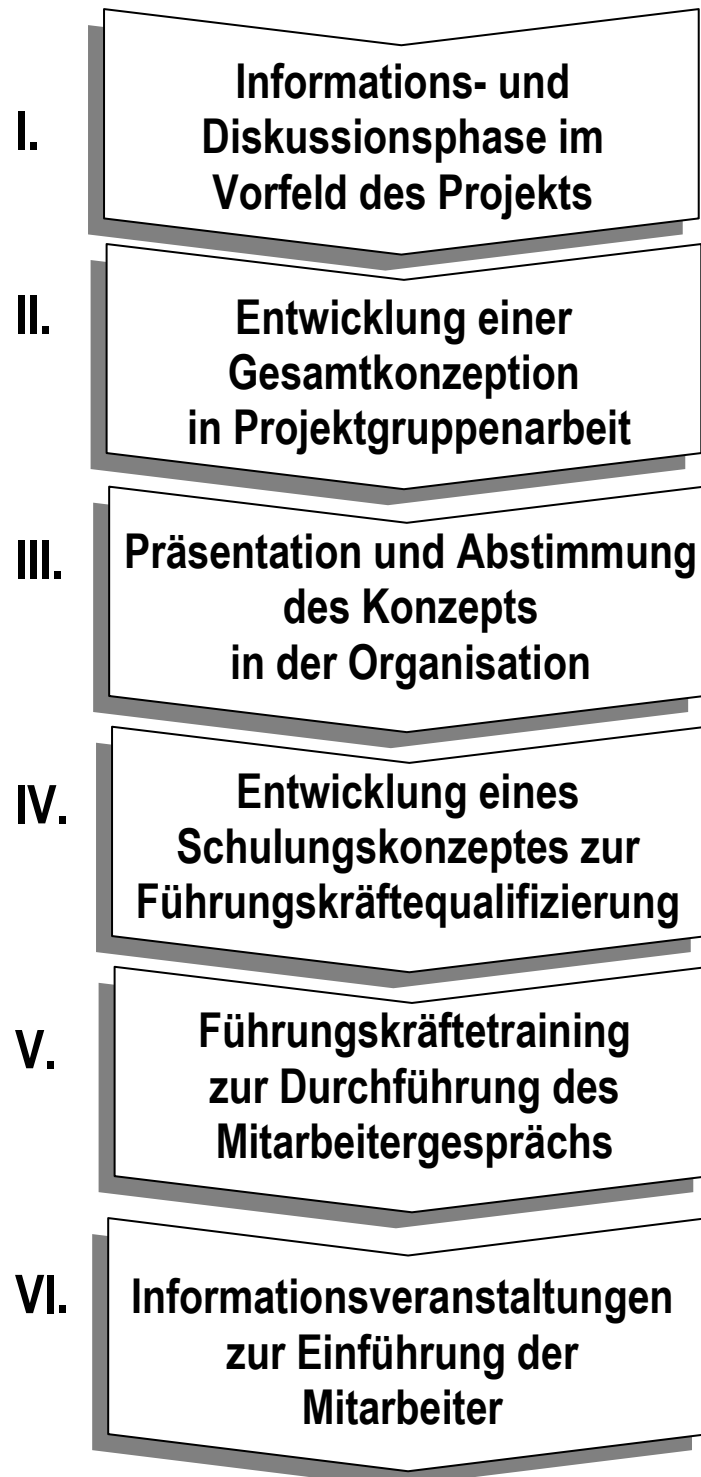 I.
Informations- und
Diskussionsphase im
Vorfeld des Projekts
II.
Entwicklung einer
Gesamtkonzeption
in Projektgruppenarbeit
III.
Präsentation und Abstimmung
des Konzepts
in der Organisation
IV.
Entwicklung eines
Schulungskonzeptes zur
Führungskräftequalifizierung
V.
Führungskräftetraining
zur Durchführung des
Mitarbeitergesprächs
VI.
Informationsveranstaltungen
zur Einführung der
Mitarbeiter